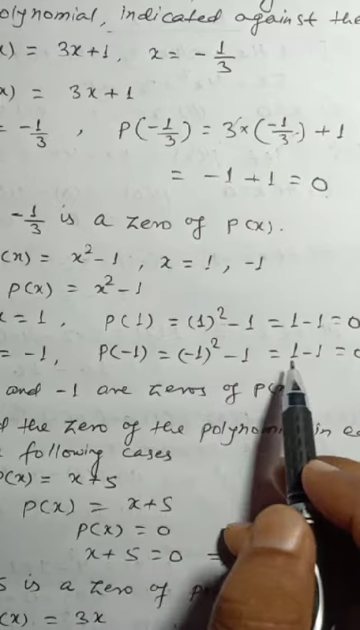 olynomial, indicated against the
x) = 3x+1, x = -1/3
x) = 3x+1
= -1/3 , P(-1/3) = 3×(-1/3) + 1
= -1 + 1 = 0
-1/3 is a zero of P(x).
(x) = x²-1 , x = 1, -1
P(x) = x²-1
x = 1, P(1) = (1)²-1 = 1-1 = 0
= -1, P(-1) = (-1)²-1 = 1-1 = 0
and -1 are zeros of P(
the zero of the polynomi in
following cases
P(x) = x+5
P(x) = x+5
P(x) = 0
x+5 = 0 =
is a zero of P
(x) = 3x